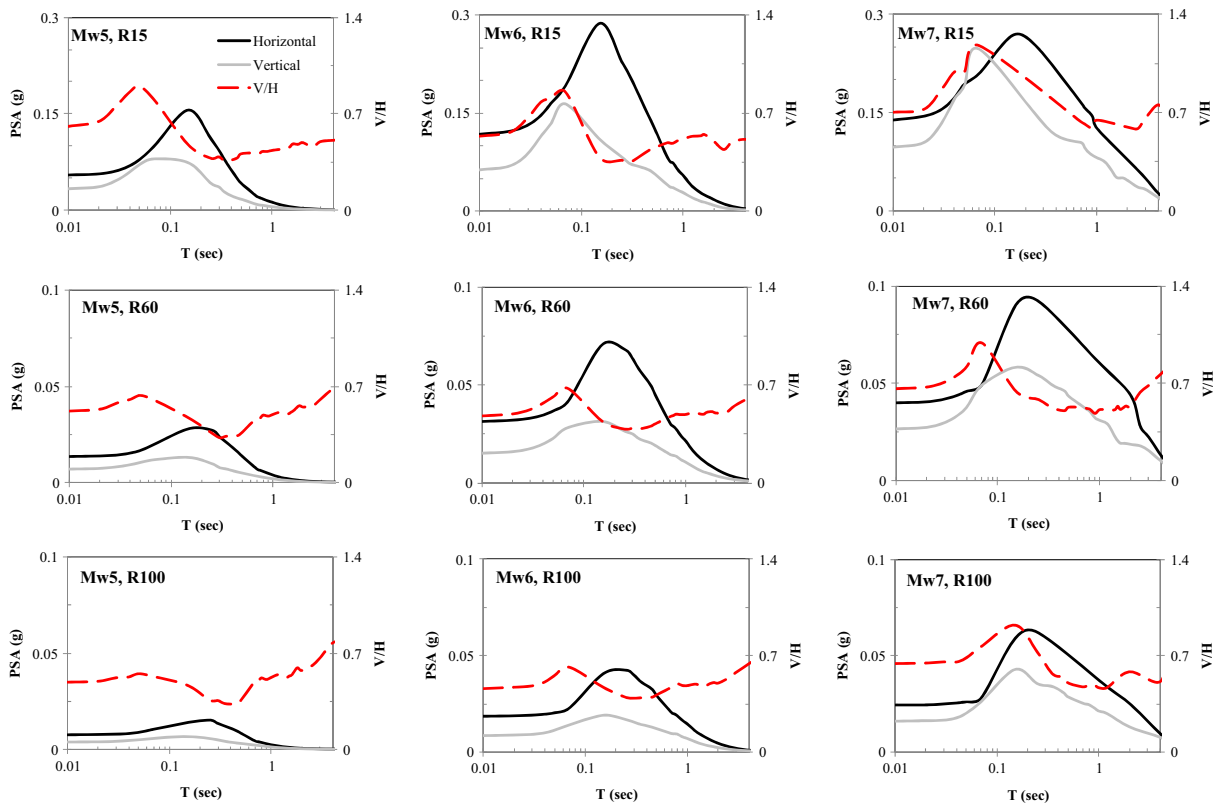 Mw5, R15
Horizontal
Vertical
V/H
0.3
0.15
0
PSA (g)
1.4
0.7
0
V/H
0.01 0.1 1
T (sec)
Mw6, R15
0.3
0.15
0
PSA (g)
1.4
0.7
0
V/H
0.01 0.1 1
T (sec)
Mw7, R15
0.3
0.15
0
PSA (g)
1.4
0.7
0
V/H
0.01 0.1 1
T (sec)
Mw5, R60
0.1
0.05
0
PSA (g)
1.4
0.7
0
V/H
0.01 0.1 1
T (sec)
Mw6, R60
0.1
0.05
0
PSA (g)
1.4
0.7
0
V/H
0.01 0.1 1
T (sec)
Mw7, R60
0.1
0.05
0
PSA (g)
1.4
0.7
0
V/H
0.01 0.1 1
T (sec)
Mw5, R100
0.1
0.05
0
PSA (g)
1.4
0.7
0
V/H
0.01 0.1 1
T (sec)
Mw6, R100
0.1
0.05
0
PSA (g)
1.4
0.7
0
V/H
0.01 0.1 1
T (sec)
Mw7, R100
0.1
0.05
0
PSA (g)
1.4
0.7
0
V/H
0.01 0.1 1
T (sec)